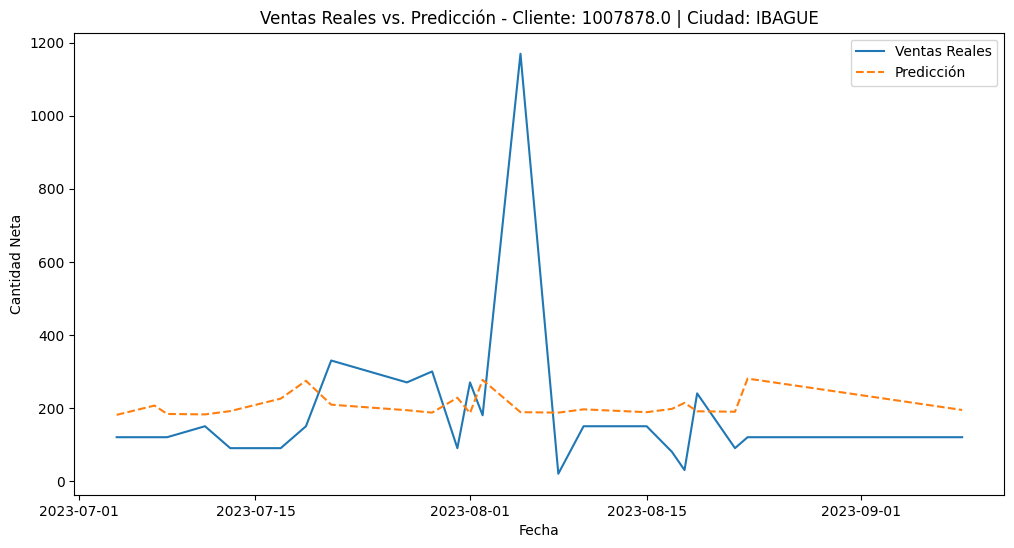 Ventas Reales vs. Predicción - Cliente: 1007878.0 | Ciudad: IBAGUE
Ventas Reales
Predicción
Cantidad Neta
1200
1000
800
600
400
200
0
2023-07-01
2023-07-15
2023-08-01
2023-08-15
2023-09-01
Fecha